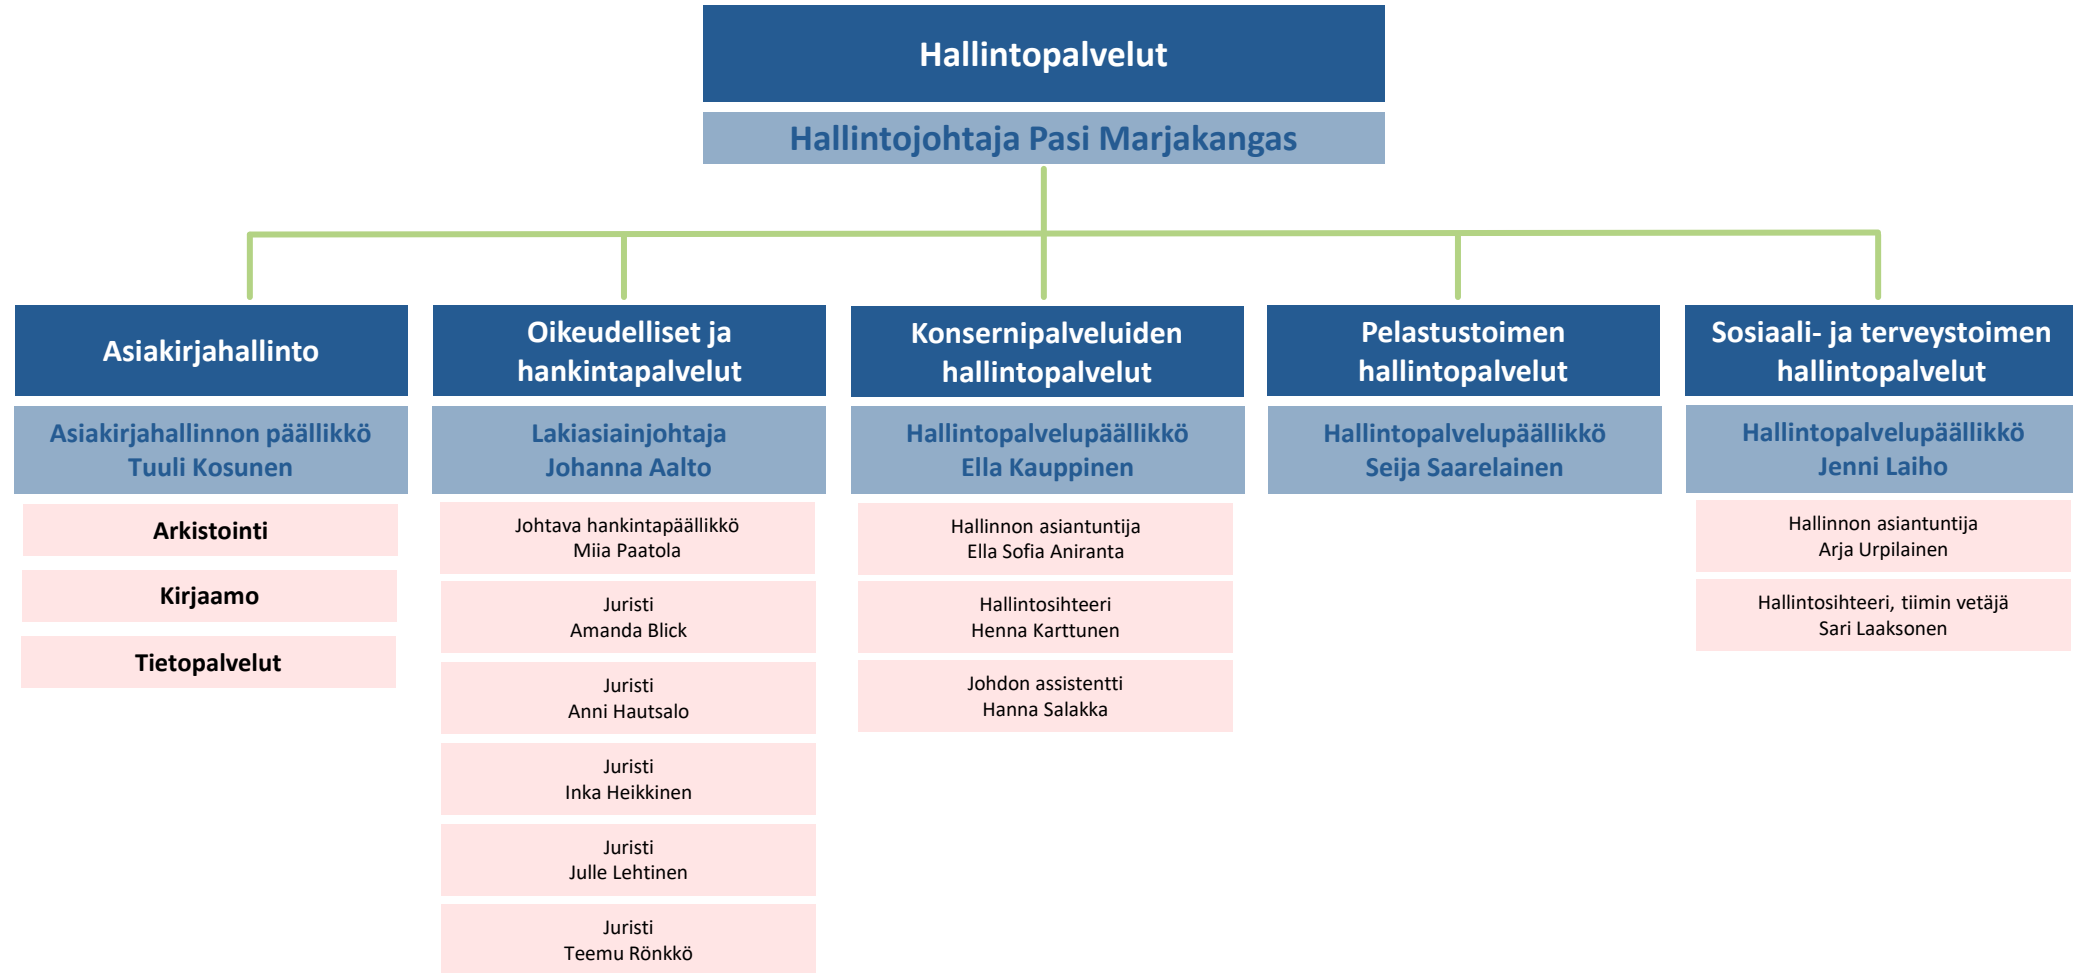 Hallintopalvelut
Hallintojohtaja Pasi Marjakangas
Asiakirjahallinto
Asiakirjahallinnon päällikkö
Tuuli Kosunen
Arkistointi
Kirjaamo
Tietopalvelut
Oikeudelliset ja
hankintapalvelut
Lakiasiainjohtaja
Johanna Aalto
Johtava hankintapäällikkö
Miia Paatola
Juristi
Amanda Blick
Juristi
Anni Hautsalo
Juristi
Inka Heikkinen
Juristi
Julle Lehtinen
Juristi
Teemu Rönkkö
Konsernipalveluiden
hallintopalvelut
Hallintopalvelupäällikkö
Ella Kauppinen
Hallinnon asiantuntija
Ella Sofia Aniranta
Hallintosihteeri
Henna Karttunen
Johdon assistentti
Hanna Salakka
Pelastustoimen
hallintopalvelut
Hallintopalvelupäällikkö
Seija Saarelainen
Sosiaali- ja terveystoimen
hallintopalvelut
Hallintopalvelupäällikkö
Jenni Laiho
Hallinnon asiantuntija
Arja Urpilainen
Hallintosihteeri, tiimin vetäjä
Sari Laaksonen